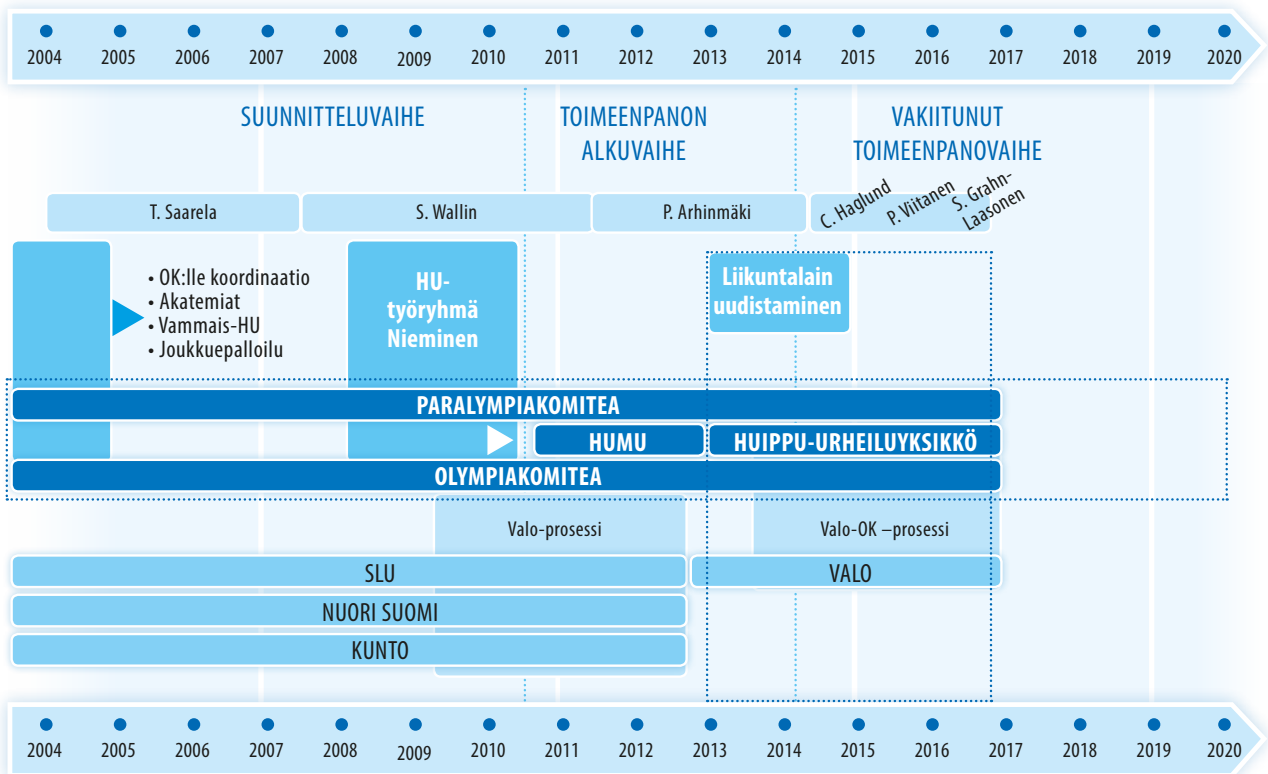 2004 2005 2006 2007 2008 2009 2010 2011 2012 2013 2014 2015 2016 2017 2018 2019 2020
SUUNNITTELUVAIHE
TOIMEENPANON
ALKUVAIHE
VAKIITUNUT
TOIMEENPANOVAIHE
T. Saarela
S. Wallin
P. Arhinmäki
C. Haglund
P. Viitanen
S. Grahn-
Laasonen
• OK:lle koordinaatio
• Akatemiat
• Vammais-HU
• Joukkuepalloilu
HU-
työryhmä
Nieminen
Liikuntalain
uudistaminen
PARALYMPIAKOMITEA
HUMU
HUIPPU-URHEILUYKSIKKÖ
OLYMPIAKOMITEA
Valo-prosessi
Valo-OK –prosessi
SLU
VALO
NUORI SUOMI
KUNTO
2004 2005 2006 2007 2008 2009 2010 2011 2012 2013 2014 2015 2016 2017 2018 2019 2020